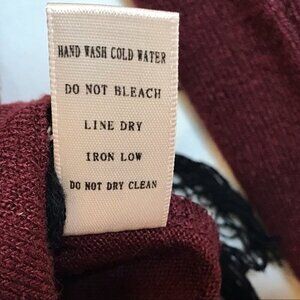 HAND WASH COLD WATER
DO NOT BLEACH
LINE DRY
IRON LOW
DO NOT DRY CLEAN